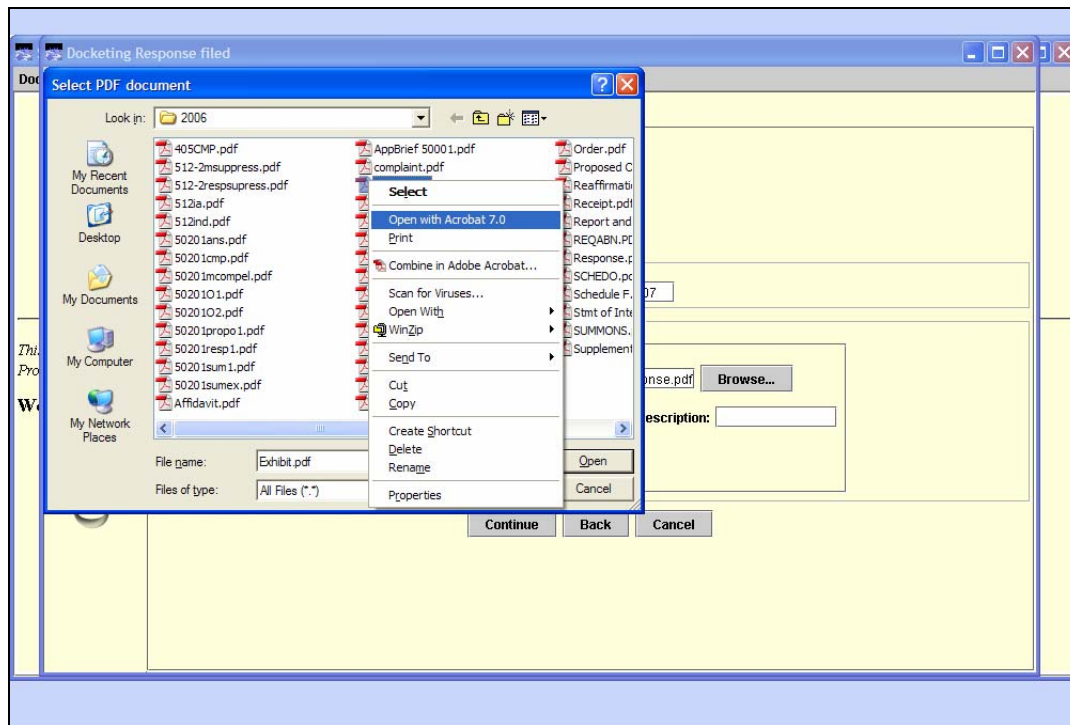 Docketing Response filed
Doc
Select PDF document
Look in: 2006
My Recent Documents
Desktop
My Documents
My Computer
My Network Places
405CMP.pdf
512-2msuppress.pdf
512-2respsupress.pdf
512ia.pdf
512ind.pdf
50201ans.pdf
50201cmp.pdf
50201mcompel.pdf
50201O1.pdf
50201O2.pdf
50201propo1.pdf
50201resp1.pdf
50201sum1.pdf
50201sumex.pdf
Affidavit.pdf
AppBrief 50001.pdf
complaint.pdf
Select
Open with Acrobat 7.0
Print
Combine in Adobe Acrobat...
Scan for Viruses...
Open With
WinZip
Send To
Cut
Copy
Create Shortcut
Delete
Rename
Properties
Order.pdf
Proposed C
Reaffirmati
Receipt.pdf
Report and
REQABN.PD
Response.p
SCHEDO.pd
Schedule F.
Stmt of Inte
SUMMONS.
Supplement
File name: Exhibit.pdf Open
Files of type: All Files (*.*) Cancel
07
onse.pdf Browse...
escription:
Thi.
Pro
We
Continue Back Cancel